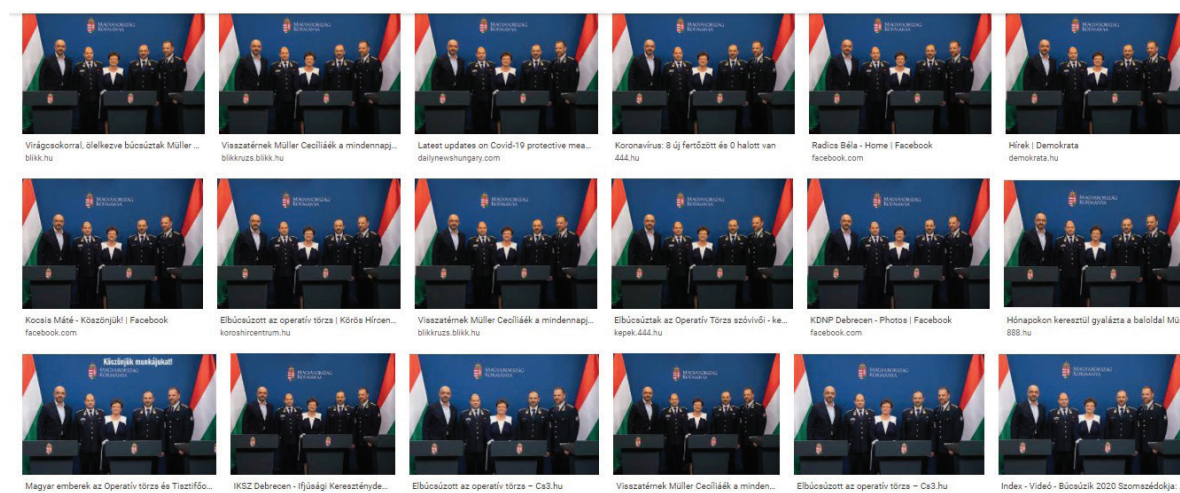 Virágcsokorral, ölelkezve búcsúztak Müller ...
blikk.hu
Visszatérnek Müller Cecíliáék a mindennapj...
blikkruzs.blikk.hu
Latest updates on Covid-19 protective mea...
dailynewshungary.com
Koronavírus: 8 új fertőzött és 0 halott van
444.hu
Radics Béla - Home | Facebook
facebook.com
Hírek | Demokrata
demokrata.hu
Kocsis Máté - Köszönjük! | Facebook
facebook.com
Elbúcsúzott az operatív törzs | Körös Hírcen...
koroshircentrum.hu
Visszatérnek Müller Cecíliáék a mindennapj...
blikkruzs.blikk.hu
Elbúcsúztak az Operatív Törzs szóvivői - ke...
kepek.444.hu
KDNP Debrecen - Photos | Facebook
facebook.com
Hónapokon keresztül gyalázta a baloldal Mü
888.hu
Köszönjük munkájukat!
MAGYARORSZÁG
KORMÁNYA
Magyar emberek az Operatív törzs és Tisztifőo...
IKSZ Debrecen - Ifjúsági Keresztényde...
Elbúcsúzott az operatív törzs – Cs3.hu
Visszatérnek Müller Cecíliáék a minden...
Elbúcsúzott az operatív törzs – Cs3.hu
Index - Videó - Búcsúzik 2020 Szomszédokja: